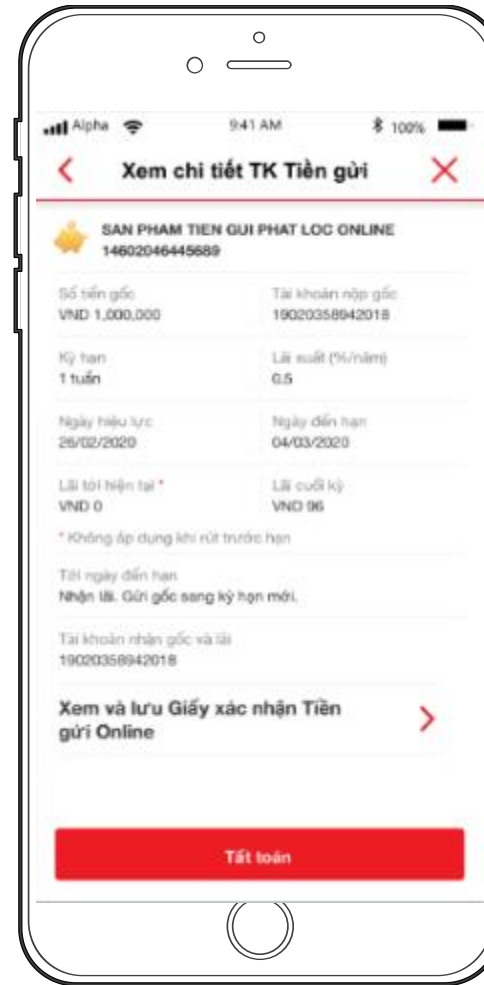 Alpha 9:41 AM 100%
Xem chi tiết TK Tiền gửi
SAN PHAM TIEN GUI PHAT LOC ONLINE
14602046445689
Số tiền gốc Tài khoản nộp gốc
VND 1,000,000 19020358942018
Kỳ hạn Lãi suất (%/năm)
1 tuần 0.5
Ngày hiệu lực Ngày đến hạn
26/02/2020 04/03/2020
Lãi tới hiện tại * Lãi cuối kỳ
VND 0 VND 96
* Không áp dụng khi rút trước hạn
Tới ngày đến hạn
Nhận lãi. Gửi gốc sang kỳ hạn mới.
Tài khoản nhận gốc và lãi
19020358942018
Xem và lưu Giấy xác nhận Tiền
gửi Online
Tất toán